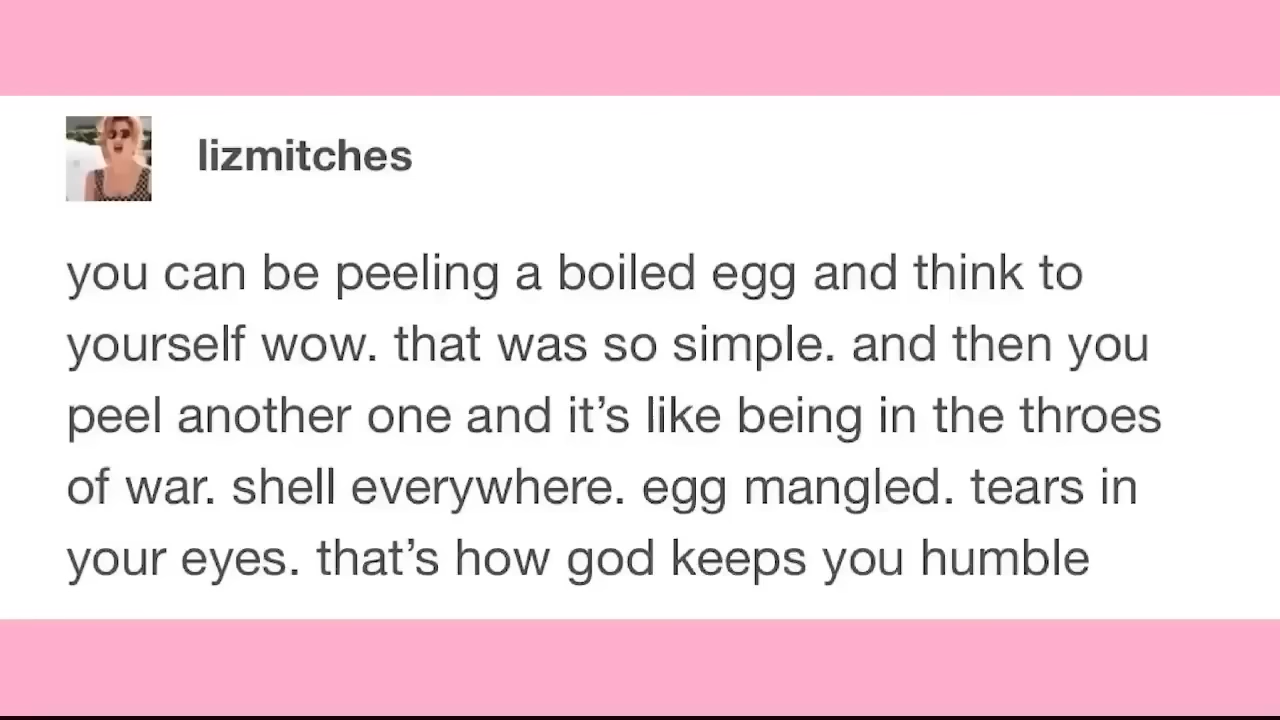 lizmitches
you can be peeling a boiled egg and think to
yourself wow. that was so simple. and then you
peel another one and it’s like being in the throes
of war. shell everywhere. egg mangled. tears in
your eyes. that’s how god keeps you humble